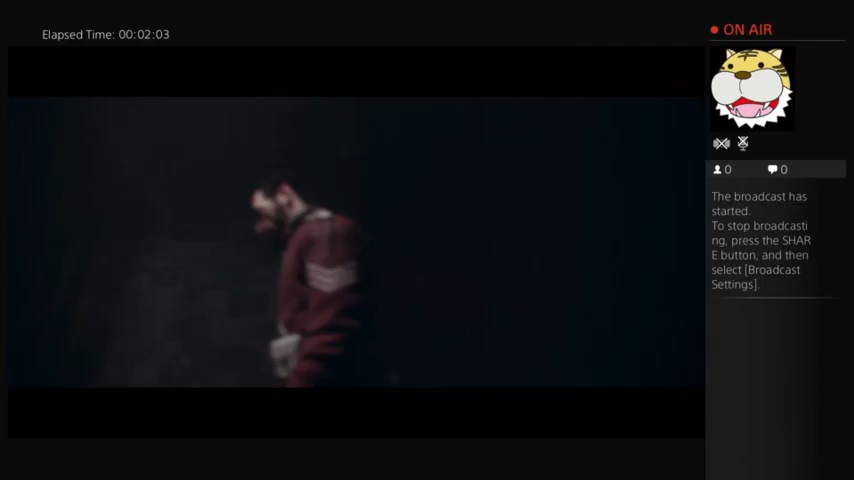 Elapsed Time: 00:02:03
ON AIR
0 0
The broadcast has
started.
To stop broadcasti
ng, press the SHAR
E button, and then
select [Broadcast
Settings].